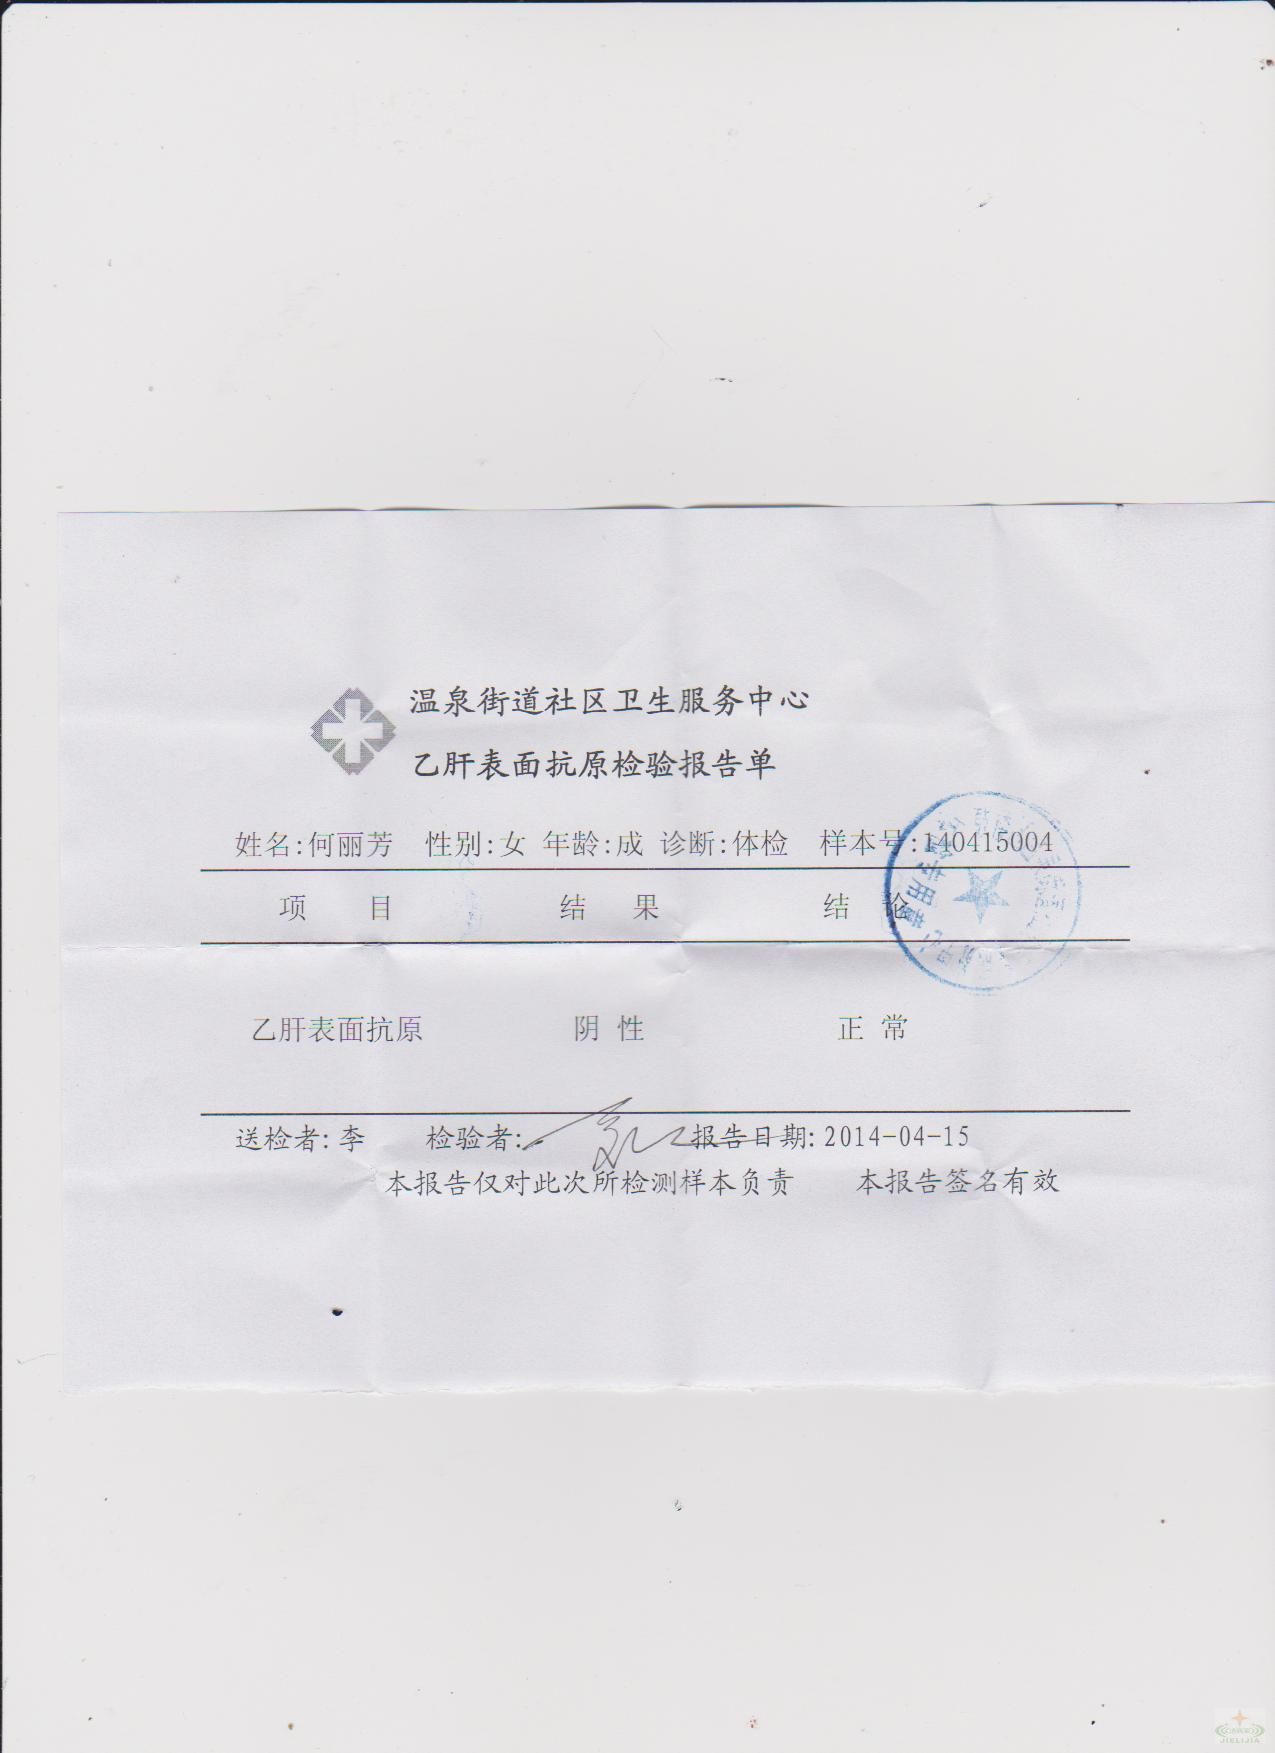 温泉街道社区卫生服务中心
乙肝表面抗原检验报告单
姓名:何丽芳 性别:女 年龄:成 诊断:体检 样本号:140415004
项 目 结 果 结 论
乙肝表面抗原 阴 性 正 常
送检者:李 检验者: 报告日期:2014-04-15
本报告仅对此次所检测样本负责 本报告签名有效
JIELIJIA